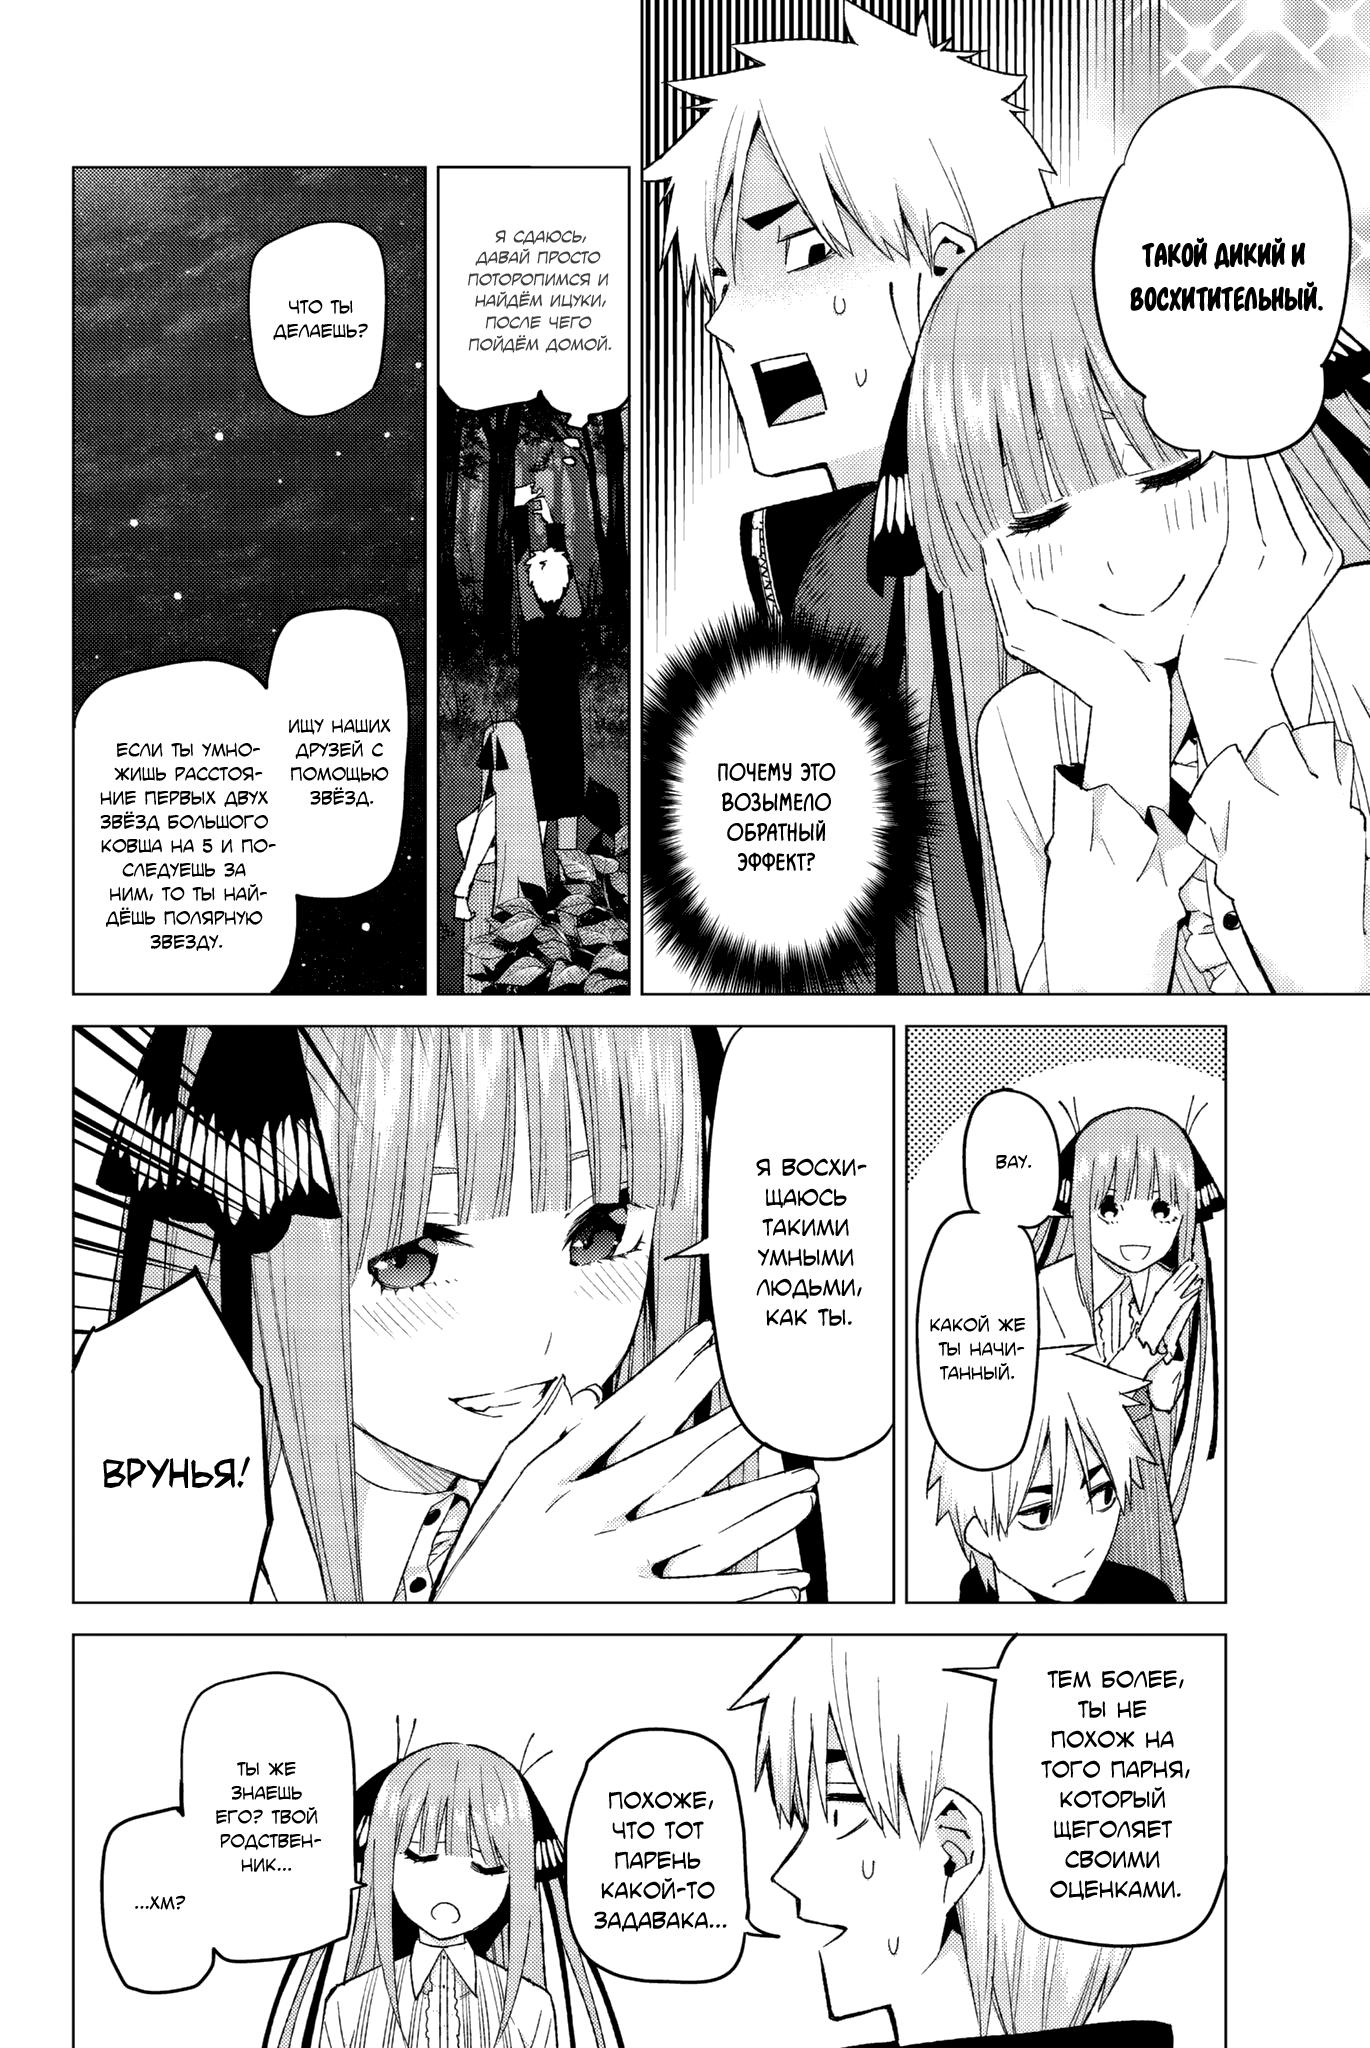 ТАКОЙ ДИКИЙ И
ВОСХИТИТЕЛЬНЫЙ.
ПОЧЕМУ ЭТО
ВОЗЫМЕЛО
ОБРАТНЫЙ
ЭФФЕКТ?
Я СДАЮСЬ,
ДАВАЙ ПРОСТО
ПОТОРОПИМСЯ И
НАЙДЁМ ИЦУКИ,
ПОСЛЕ ЧЕГО
ПОЙДЁМ ДОМОЙ.
ЧТО ТЫ
ДЕЛАЕШЬ?
ИЩУ НАШИХ
ДРУЗЕЙ С
ПОМОЩЬЮ
ЗВЁЗД.
ЕСЛИ ТЫ УМНО-
ЖИШЬ РАССТОЯ-
НИЕ ПЕРВЫХ ДВУХ
ЗВЁЗД БОЛЬШОГО
КОВША НА 5 И ПО-
СЛЕДУЕШЬ ЗА
НИМ, ТО ТЫ НАЙ-
ДЁШЬ ПОЛЯРНУЮ
ЗВЕЗДУ.
ВАУ.
КАКОЙ ЖЕ
ТЫ НАЧИ-
ТАННЫЙ.
Я ВОСХИ-
ЩАЮСЬ
ТАКИМИ
УМНЫМИ
ЛЮДЬМИ,
КАК ТЫ.
ВРУНЬЯ!
ТЕМ БОЛЕЕ,
ТЫ НЕ
ПОХОЖ НА
ТОГО ПАРНЯ,
КОТОРЫЙ
ЩЕГОЛЯЕТ
СВОИМИ
ОЦЕНКАМИ.
ПОХОЖЕ,
ЧТО ТОТ
ПАРЕНЬ
КАКОЙ-ТО
ЗАДАВАКА...
ТЫ ЖЕ
ЗНАЕШЬ
ЕГО? ТВОЙ
РОДСТВЕН-
НИК...
...ХМ?